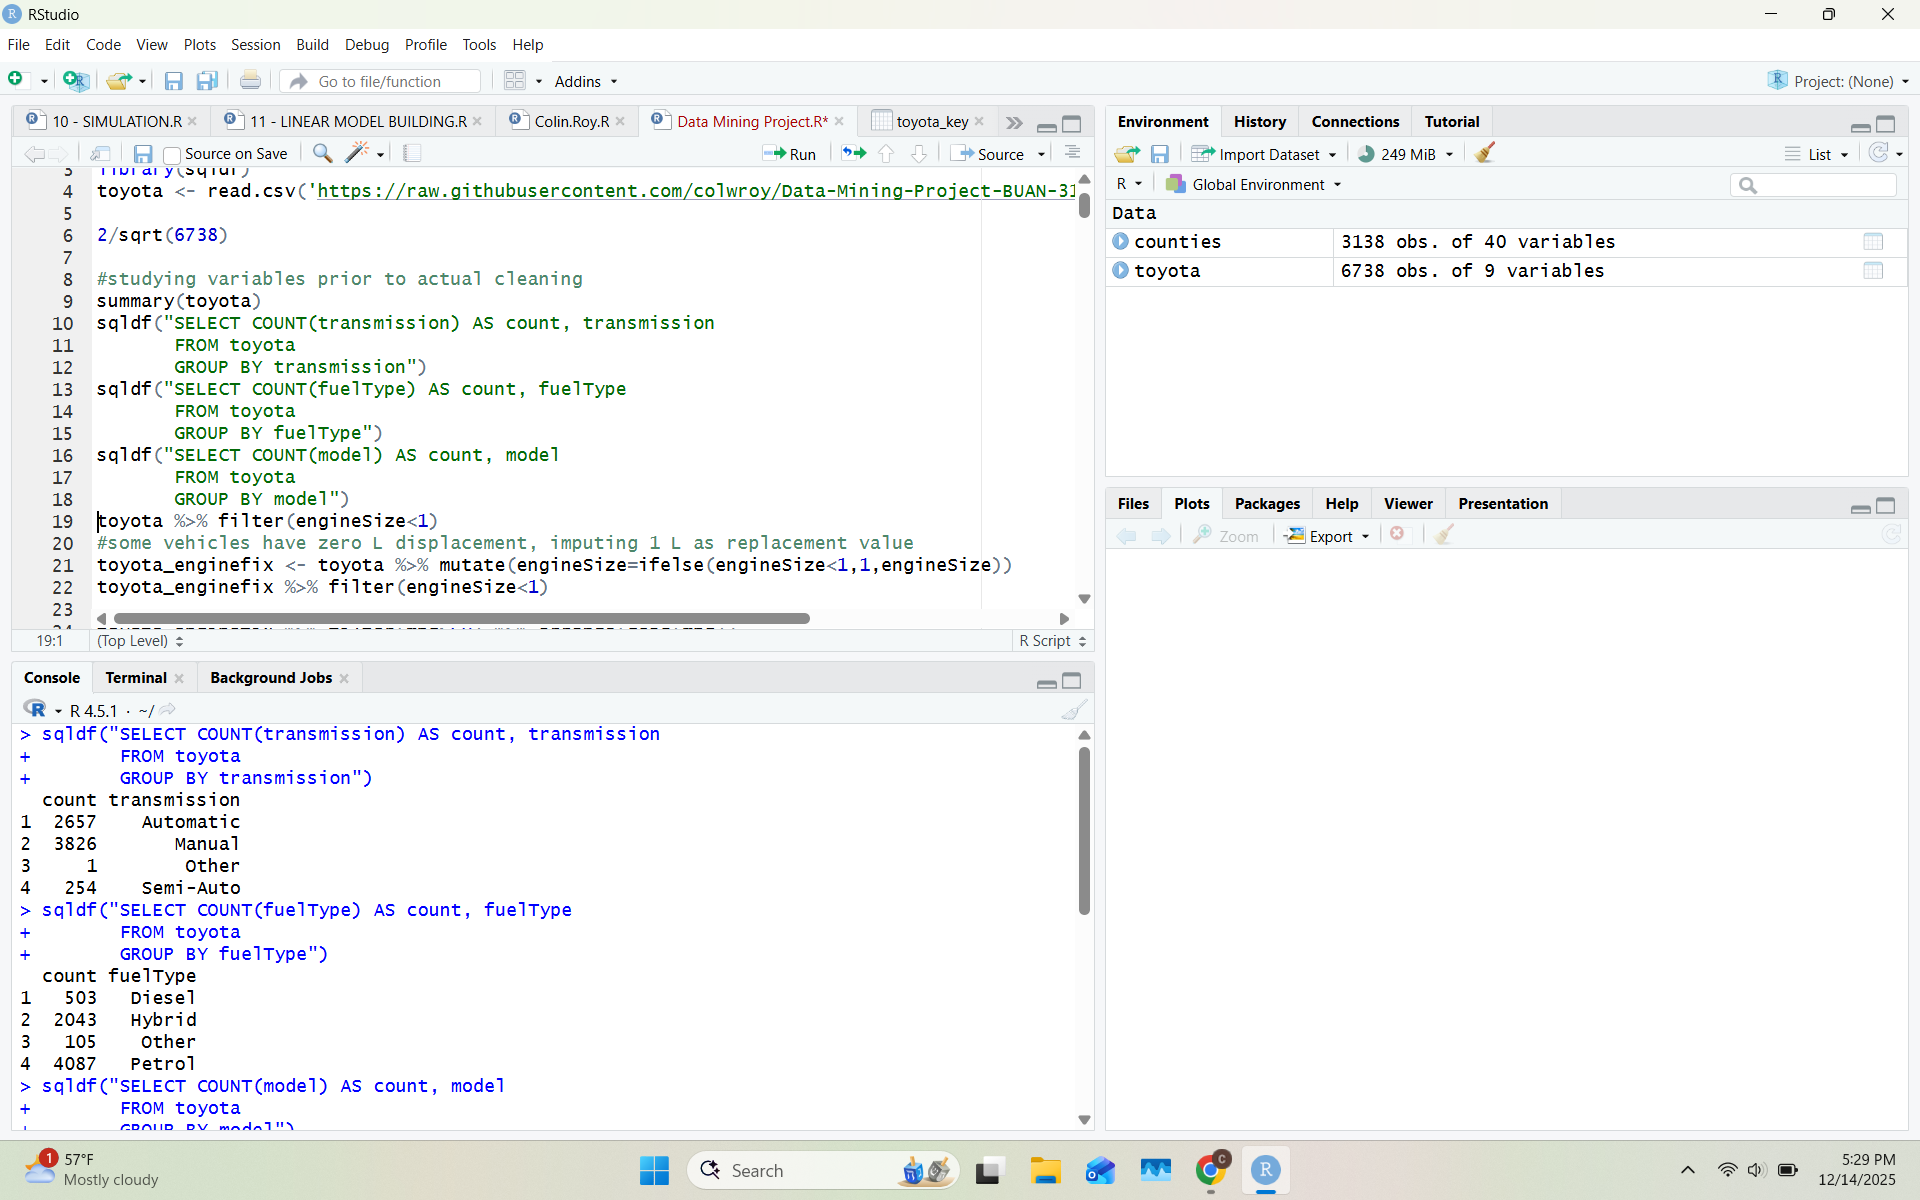 RStudio
File Edit Code View Plots Session Build Debug Profile Tools Help
Go to file/function Addins Project: (None)
10 - SIMULATION.R 11 - LINEAR MODEL BUILDING.R Colin.Roy.R Data Mining Project.R* toyota_key
Source on Save Run Source
3 library(sqldf)
4 toyota <- read.csv('https://raw.githubusercontent.com/colwroy/Data-Mining-Project-BUAN-31
5
6 2/sqrt(6738)
7
8 #studying variables prior to actual cleaning
9 summary(toyota)
10 sqldf("SELECT COUNT(transmission) AS count, transmission
11 FROM toyota
12 GROUP BY transmission")
13 sqldf("SELECT COUNT(fuelType) AS count, fuelType
14 FROM toyota
15 GROUP BY fuelType")
16 sqldf("SELECT COUNT(model) AS count, model
17 FROM toyota
18 GROUP BY model")
19 toyota %>% filter(engineSize<1)
20 #some vehicles have zero L displacement, imputing 1 L as replacement value
21 toyota_enginefix <- toyota %>% mutate(engineSize=ifelse(engineSize<1,1,engineSize))
22 toyota_enginefix %>% filter(engineSize<1)
23
19:1 (Top Level) R Script
Console Terminal Background Jobs
R 4.5.1 · ~/
> sqldf("SELECT COUNT(transmission) AS count, transmission
+ FROM toyota
+ GROUP BY transmission")
count transmission
1 2657 Automatic
2 3826 Manual
3 1 Other
4 254 Semi-Auto
> sqldf("SELECT COUNT(fuelType) AS count, fuelType
+ FROM toyota
+ GROUP BY fuelType")
count fuelType
1 503 Diesel
2 2043 Hybrid
3 105 Other
4 4087 Petrol
> sqldf("SELECT COUNT(model) AS count, model
+ FROM toyota
+ GROUP BY model")
Environment History Connections Tutorial
Import Dataset 249 MiB List
R Global Environment
Data
counties 3138 obs. of 40 variables
toyota 6738 obs. of 9 variables
Files Plots Packages Help Viewer Presentation
Zoom Export
1 57°F
Mostly cloudy
Search
C
R
5:29 PM
12/14/2025